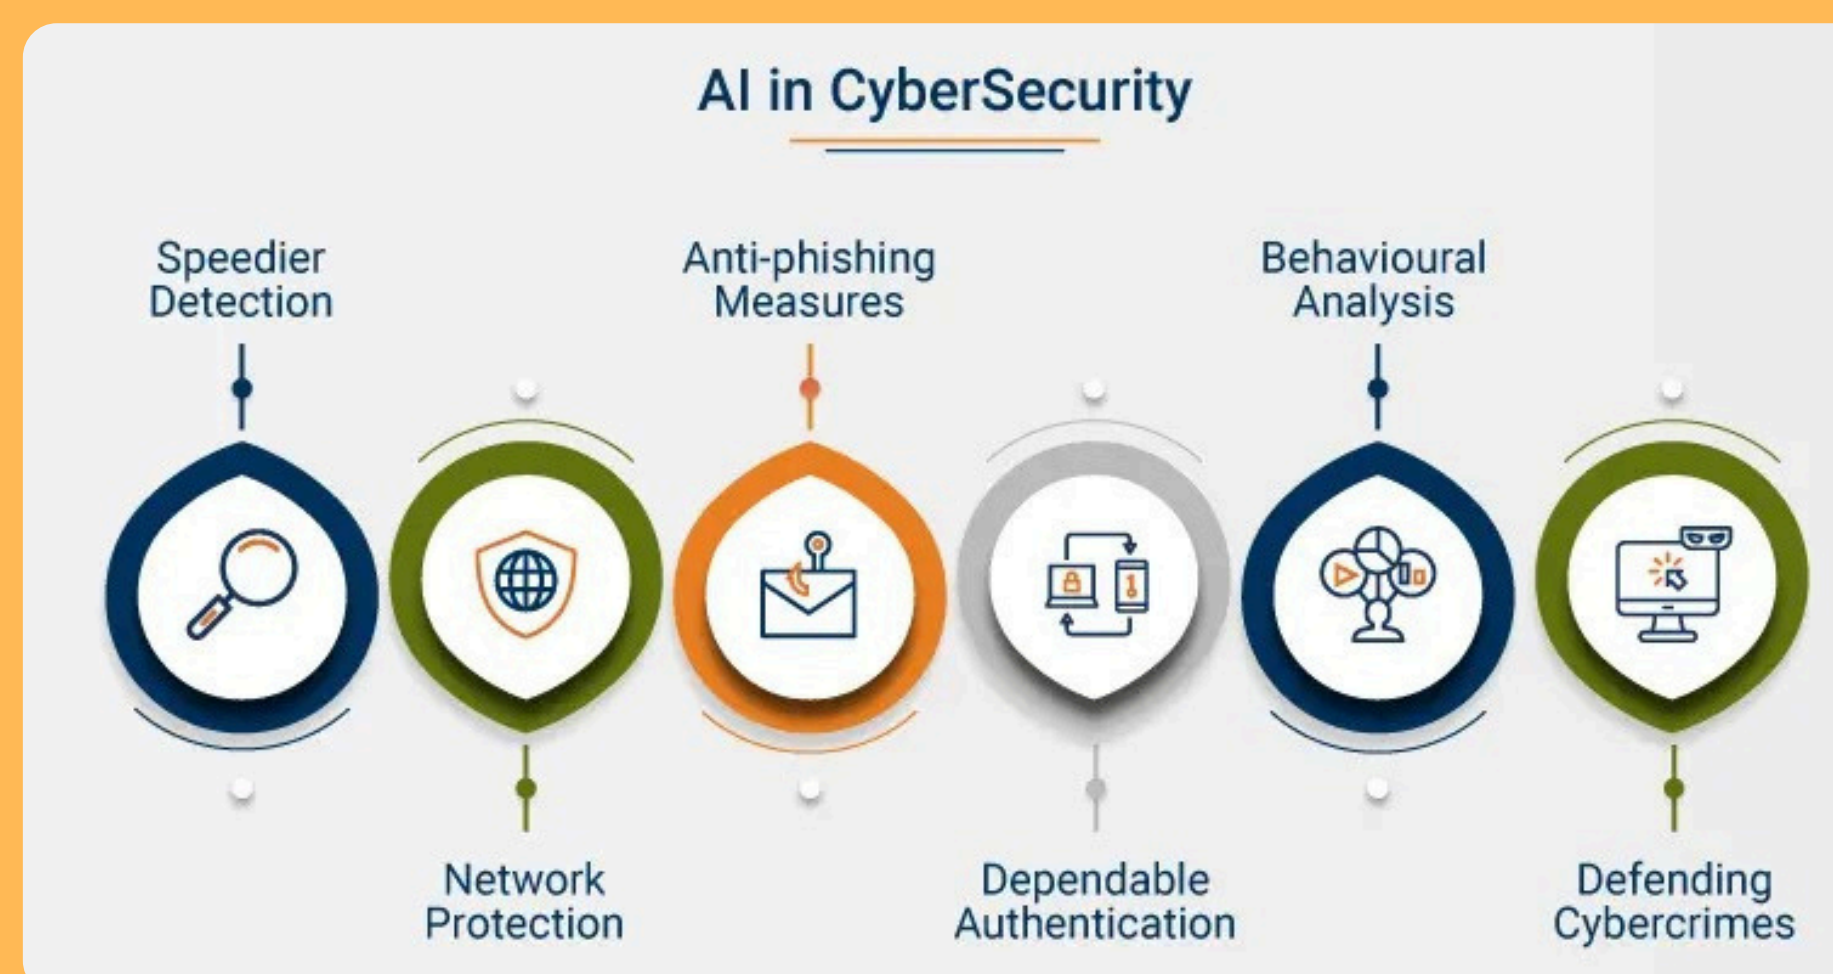 AI in CyberSecurity
Speedier
Detection
Network
Protection
Anti-phishing
Measures
Dependable
Authentication
Behavioural
Analysis
Defending
Cybercrimes